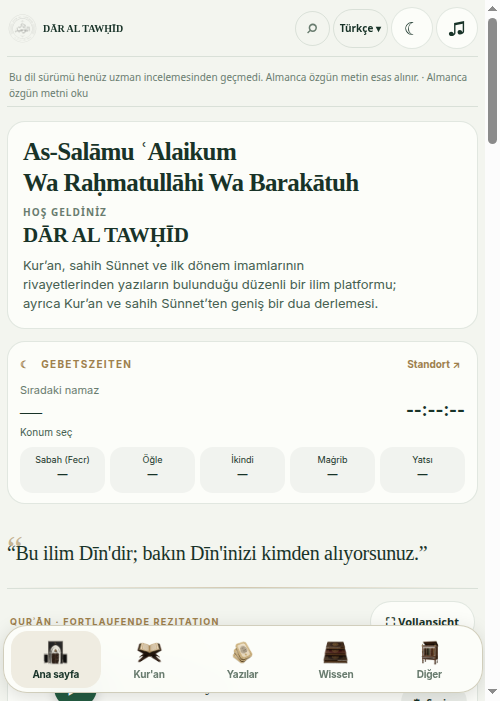 DĀR AL TAWḤĪD
Türkçe ▾
Bu dil sürümü henüz uzman incelemesinden geçmedi. Almanca özgün metin esas alınır. · Almanca
özgün metni oku
As-Salāmu ʿAlaikum
Wa Raḥmatullāhi Wa Barakātuh
HOŞ GELDİNİZ
DĀR AL TAWḤĪD
Kur’an, sahih Sünnet ve ilk dönem imamlarının
rivayetlerinden yazıların bulunduğu düzenli bir ilim platformu;
ayrıca Kur’an ve sahih Sünnet’ten geniş bir dua derlemesi.
☾ GEBETSZEITEN
Standort ↗
Sıradaki namaz
—
--:--:--
Konum seç
Sabah (Fecr) Öğle İkindi Mağrib Yatsı
— — — — —
“Bu ilim Dīn'dir; bakın Dīn'inizi kimden alıyorsunuz.”
QURʾĀN · FORTLAUFENDE REZITATION
⛶ Vollansicht
Ana sayfa Kur'an Yazılar Wissen Diğer